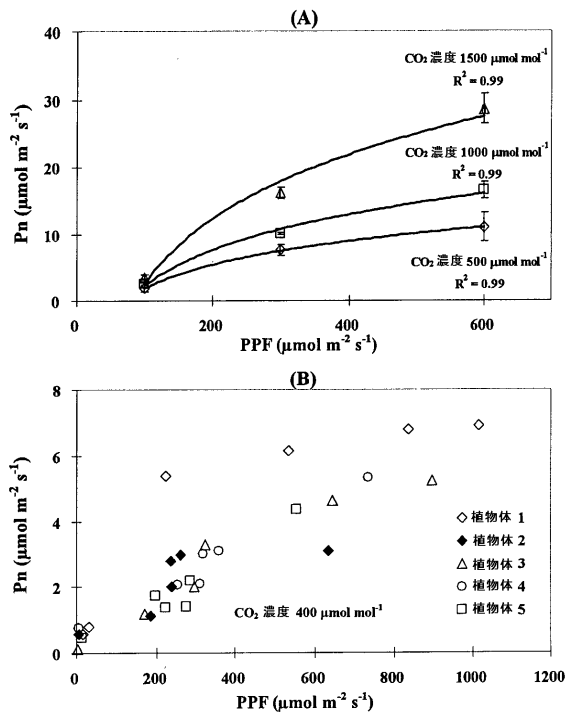 (A)
40
30
20
10
0
Pn (μmol m⁻² s⁻¹)
CO₂ 濃度 1500 μmol mol⁻¹
R² = 0.99
CO₂ 濃度 1000 μmol mol⁻¹
R² = 0.99
CO₂ 濃度 500 μmol mol⁻¹
R² = 0.99
0 200 400 600
PPF (μmol m⁻² s⁻¹)
(B)
8
6
4
2
0
Pn (μmol m⁻² s⁻¹)
植物体 1
植物体 2
植物体 3
植物体 4
植物体 5
CO₂ 濃度 400 μmol mol⁻¹
0 200 400 600 800 1000 1200
PPF (μmol m⁻² s⁻¹)